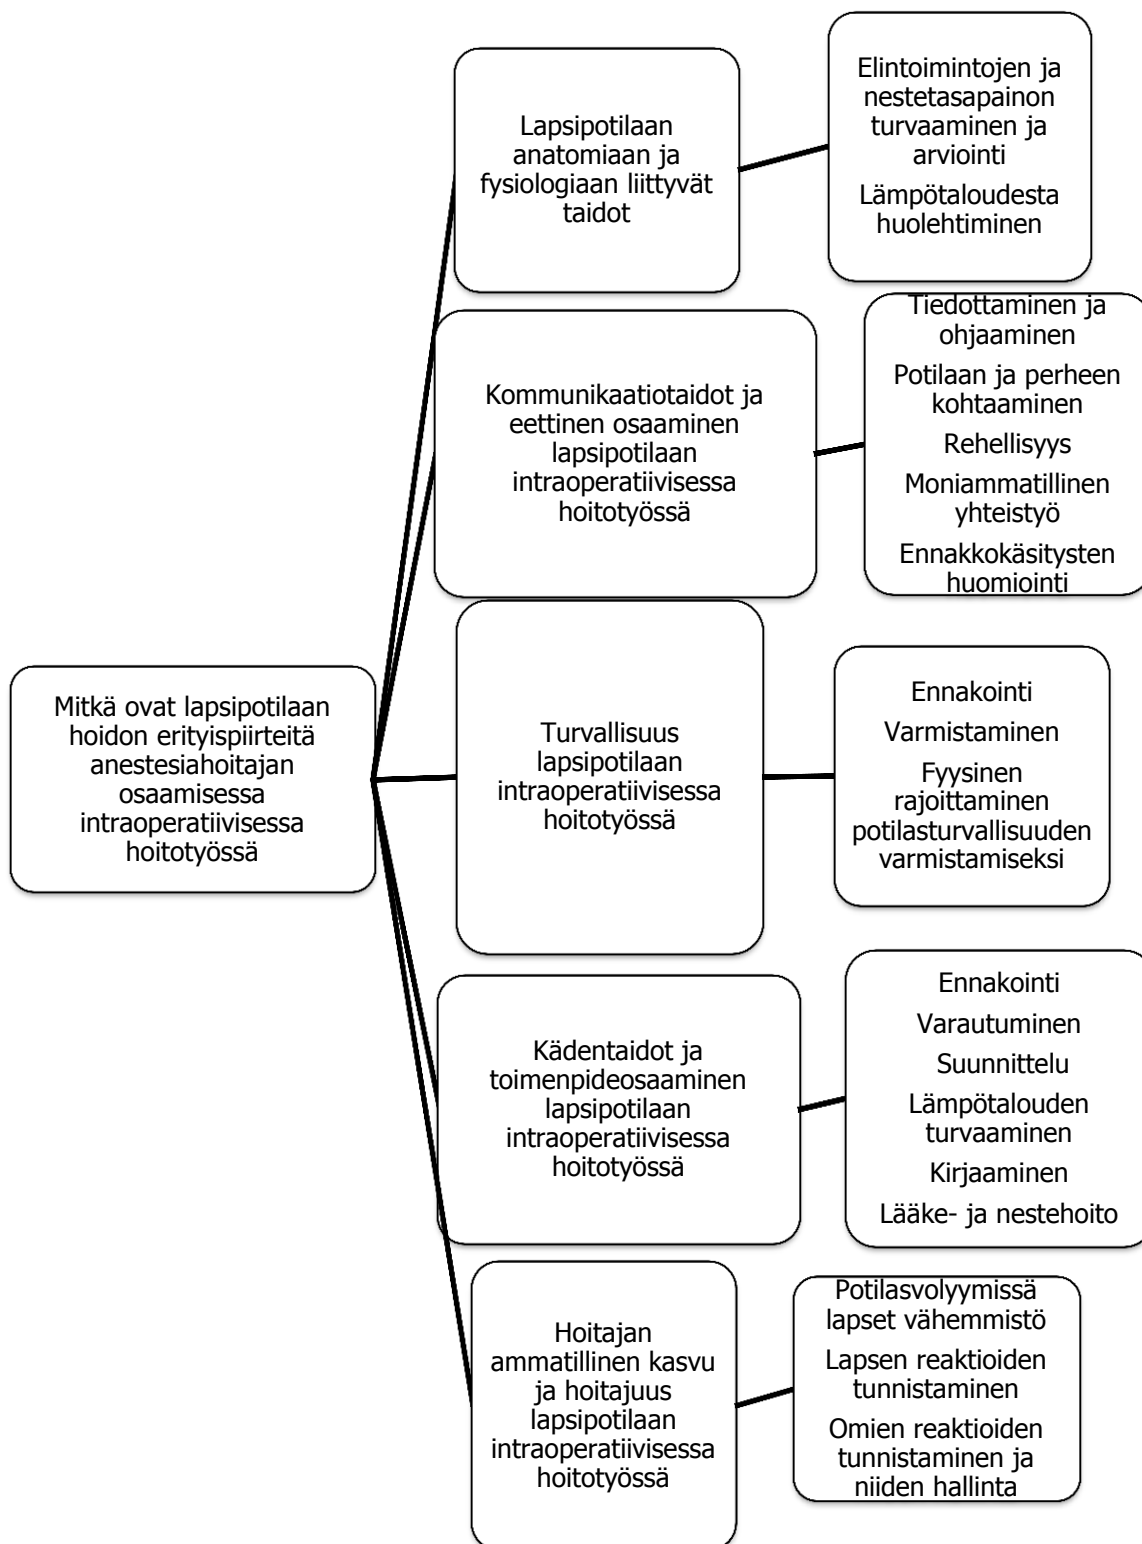 Mitkä ovat lapsipotilaan
hoidon erityispiirteitä
anestesiahoitajan
osaamisessa
intraoperatiivisessa
hoitotyössä
Lapsipotilaan
anatomiaan ja
fysiologiaan liittyvät
taidot
Elintoimintojen ja
nestetasapainon
turvaaminen ja
arviointi
Lämpötaloudesta
huolehtiminen
Kommunikaatiotaidot ja
eettinen osaaminen
lapsipotilaan
intraoperatiivisessa
hoitotyössä
Tiedottaminen ja
ohjaaminen
Potilaan ja perheen
kohtaaminen
Rehellisyys
Moniammatillinen
yhteistyö
Ennakkokäsitysten
huomiointi
Turvallisuus
lapsipotilaan
intraoperatiivisessa
hoitotyössä
Ennakointi
Varmistaminen
Fyysinen
rajoittaminen
potilasturvallisuuden
varmistamiseksi
Kädentaidot ja
toimenpideosaaminen
lapsipotilaan
intraoperatiivisessa
hoitotyössä
Ennakointi
Varautuminen
Suunnittelu
Lämpötalouden
turvaaminen
Kirjaaminen
Lääke- ja nestehoito
Hoitajan
ammatillinen kasvu
ja hoitajuus
lapsipotilaan
intraoperatiivisessa
hoitotyössä
Potilasvolyymissä
lapset vähemmistö
Lapsen reaktioiden
tunnistaminen
Omien reaktioiden
tunnistaminen ja
niiden hallinta